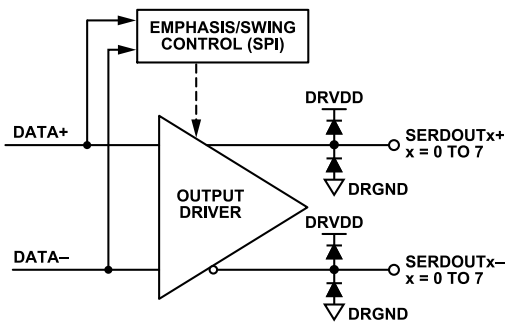 EMPHASIS/SWING
CONTROL (SPI)
DATA+
DRVDD
SERDOUTx+
x = 0 TO 7
DRGND
OUTPUT
DRIVER
DRVDD
DATA–
SERDOUTx–
x = 0 TO 7
DRGND